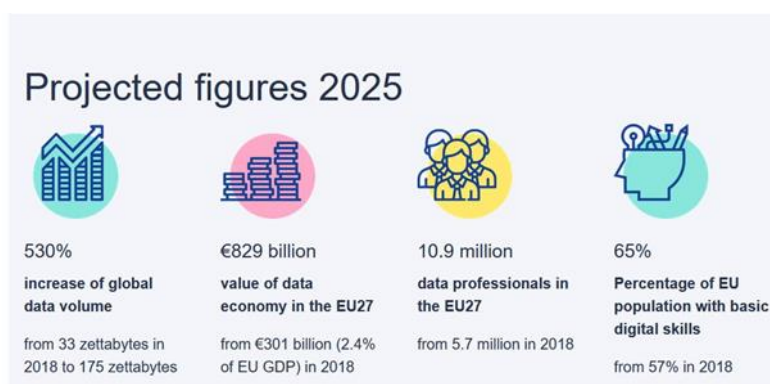 Projected figures 2025
530%
increase of global
data volume
from 33 zettabytes in
2018 to 175 zettabytes
€829 billion
value of data
economy in the EU27
from €301 billion (2.4%
of EU GDP) in 2018
10.9 million
data professionals in
the EU27
from 5.7 million in 2018
65%
Percentage of EU
population with basic
digital skills
from 57% in 2018